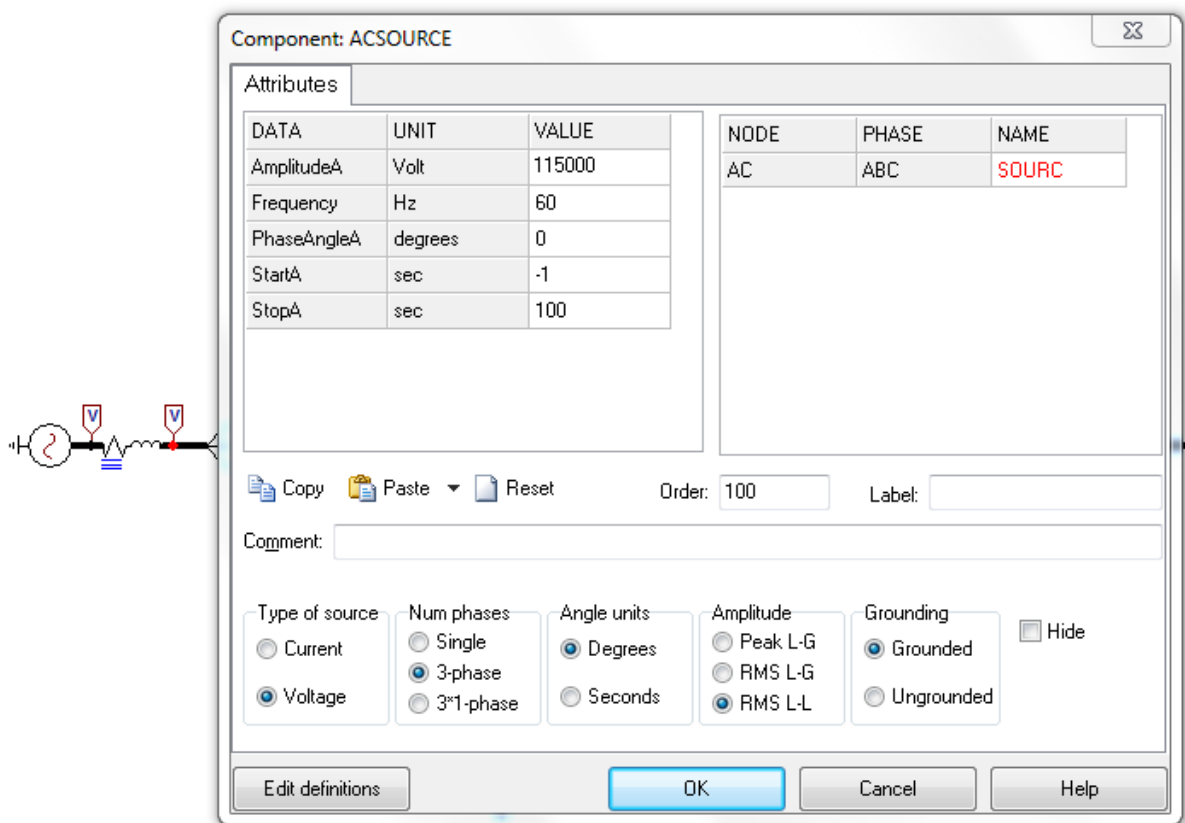 Component: ACSOURCE
Attributes
DATA UNIT VALUE
AmplitudeA Volt 115000
Frequency Hz 60
PhaseAngleA degrees 0
StartA sec -1
StopA sec 100
NODE PHASE NAME
AC ABC SOURC
V V
Copy Paste Reset Order: 100 Label:
Comment:
Type of source Num phases Angle units Amplitude Grounding
Current Single Degrees Peak L-G Grounded Hide
3-phase RMS L-G
Voltage 3*1-phase Seconds RMS L-L Ungrounded
Edit definitions OK Cancel Help